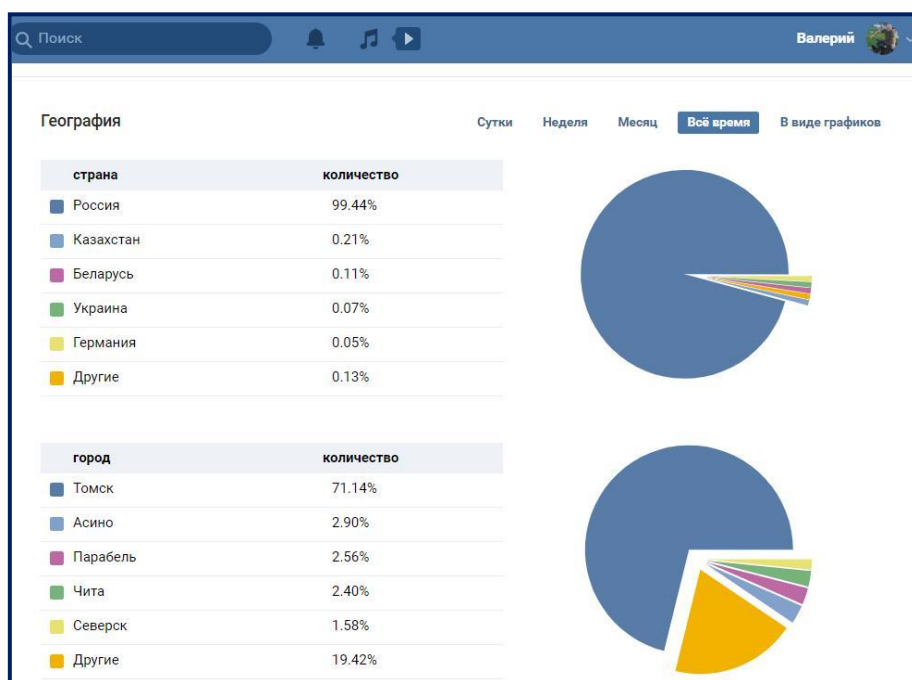 Поиск
Валерий
География
Сутки Неделя Месяц Всё время В виде графиков
страна количество
Россия 99.44%
Казахстан 0.21%
Беларусь 0.11%
Украина 0.07%
Германия 0.05%
Другие 0.13%
город количество
Томск 71.14%
Асино 2.90%
Парабель 2.56%
Чита 2.40%
Северск 1.58%
Другие 19.42%